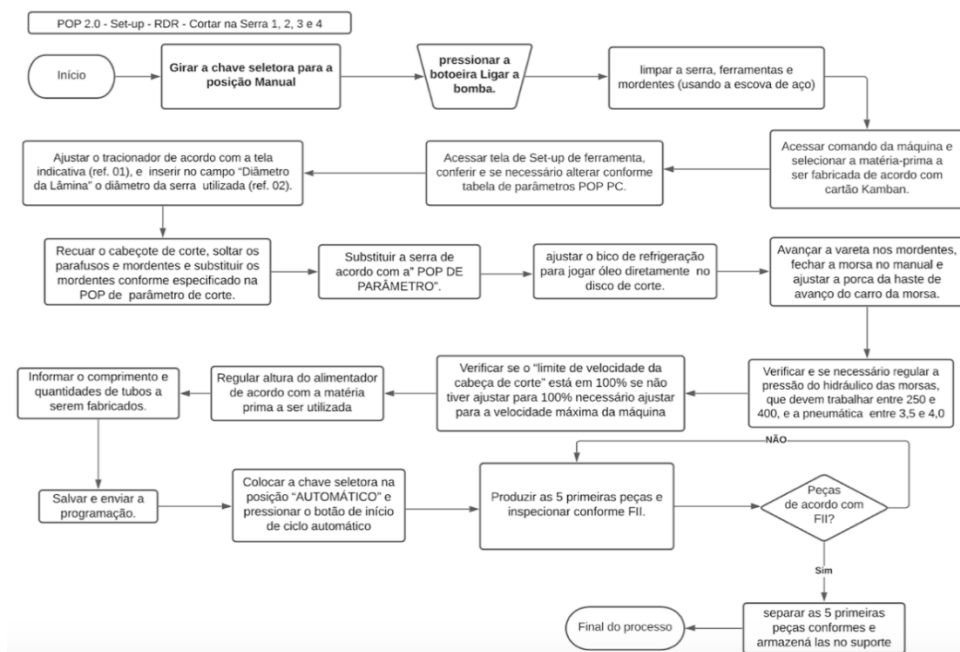 POP 2.0 - Set-up - RDR - Cortar na Serra 1, 2, 3 e 4
Início
Girar a chave seletora para a
posição Manual
pressionar a
botoeira Ligar a
bomba.
limpar a serra, ferramentas e
mordentes (usando a escova de aço)
Acessar comando da máquina e
selecionar a matéria-prima a
ser fabricada de acordo com
cartão Kamban.
Acessar tela de Set-up de ferramenta,
conferir e se necessário alterar conforme
tabela de parâmetros POP PC.
Ajustar o tracionador de acordo com a tela
indicativa (ref. 01), e inserir no campo “Diâmetro
da Lâmina” o diâmetro da serra utilizada (ref. 02).
Recuar o cabeçote de corte, soltar os
parafusos e mordentes e substituir os
mordentes conforme especificado na
POP de parâmetro de corte.
Substituir a serra de
acordo com a" POP DE
PARÂMETRO".
ajustar o bico de refrigeração
para jogar óleo diretamente no
disco de corte.
Avançar a vareta nos mordentes,
fechar a morsa no manual e
ajustar a porca da haste de
avanço do carro da morsa.
Verificar e se necessário regular a
pressão do hidráulico das morsas,
que devem trabalhar entre 250 e
400, e a pneumática entre 3,5 e 4,0
Verificar se o “limite de velocidade da
cabeça de corte” está em 100% se não
tiver ajustar para 100% necessário ajustar
para a velocidade máxima da máquina
Regular altura do alimentador
de acordo com a matéria
prima a ser utilizada
Informar o comprimento e
quantidades de tubos a
serem fabricados.
Salvar e enviar a
programação.
Colocar a chave seletora na
posição “AUTOMÁTICO” e
pressionar o botão de início
de ciclo automático
Produzir as 5 primeiras peças e
inspecionar conforme FII.
NÃO
Peças
de acordo com
FII?
Sim
separar as 5 primeiras
peças conformes e
armazená las no suporte
Final do processo